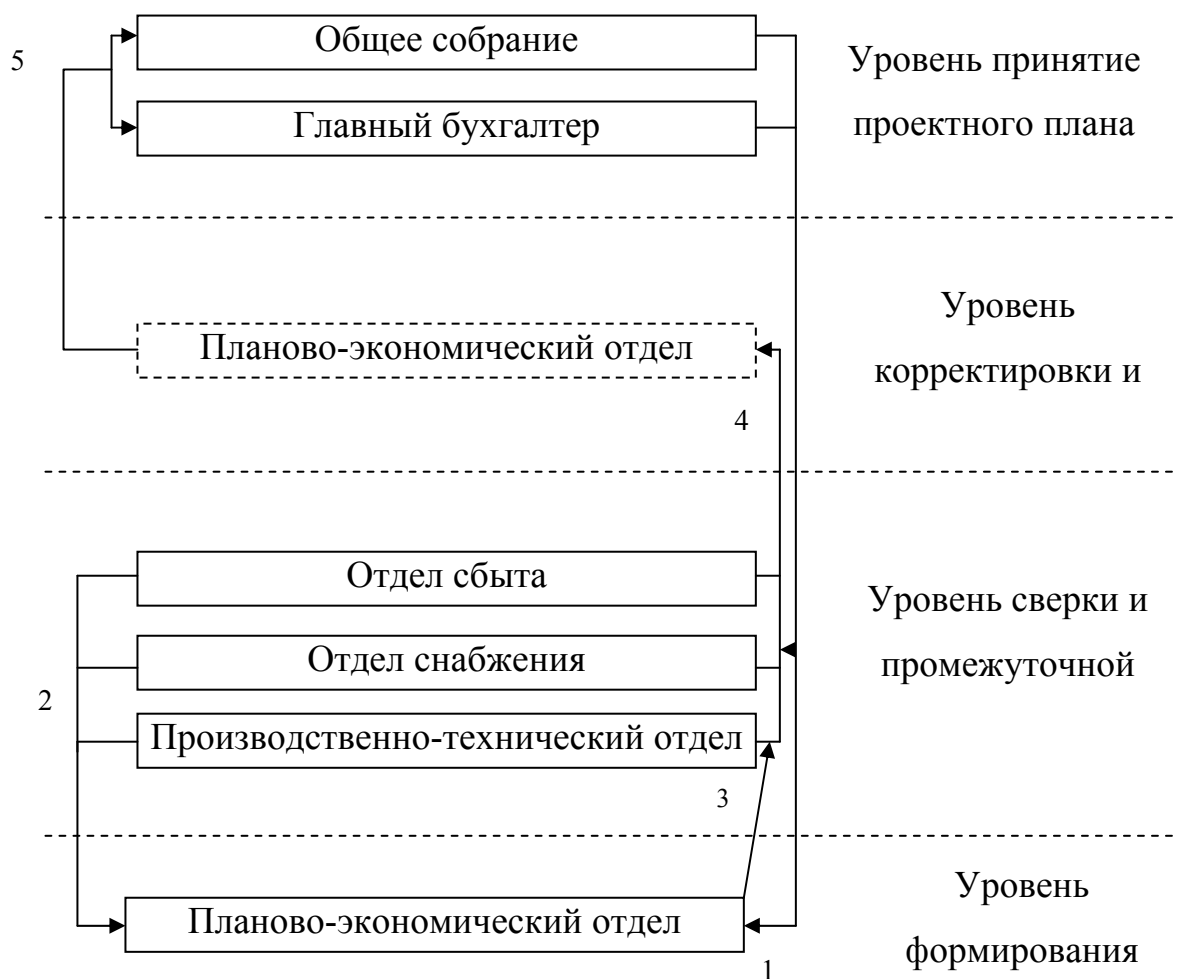 5
Общее собрание
Главный бухгалтер
Уровень принятие
проектного плана
Планово-экономический отдел
4
Уровень
корректировки и
Отдел сбыта
Отдел снабжения
2
Производственно-технический отдел
3
Уровень сверки и
промежуточной
Планово-экономический отдел
1
Уровень
формирования